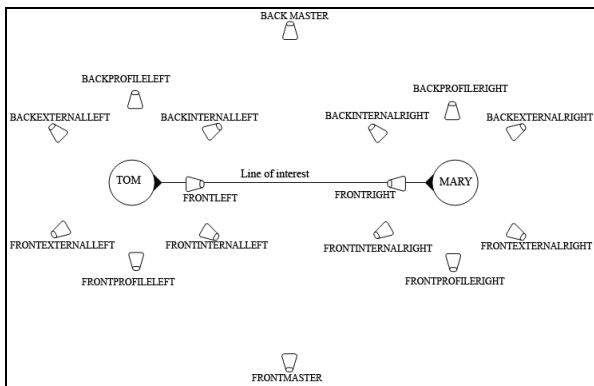 BACK MASTER
BACKPROFILELEFT
BACKPROFILERIGHT
BACKEXTERNALLEFT
BACKINTERNALLEFT
BACKINTERNALRIGHT
BACKEXTERNALRIGHT
TOM
Line of interest
MARY
FRONTLEFT
FRONTRIGHT
FRONTEXTERNALLEFT
FRONTINTERNALLEFT
FRONTINTERNALRIGHT
FRONTEXTERNALRIGHT
FRONTPROFILELEFT
FRONTPROFILERIGHT
FRONTMASTER